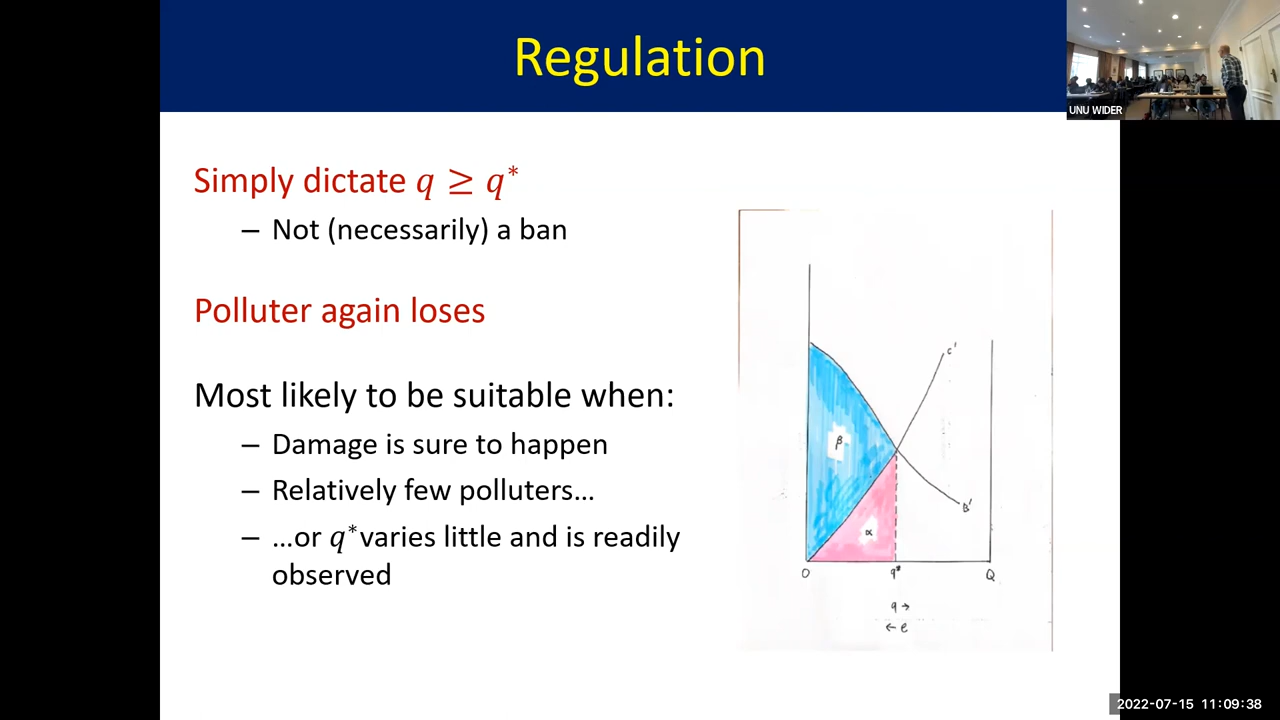 Regulation
UNU WIDER
Simply dictate q ≥ q*
– Not (necessarily) a ban
Polluter again loses
Most likely to be suitable when:
– Damage is sure to happen
– Relatively few polluters…
– …or q* varies little and is readily
observed
C'
β
B'
α
O q* Q
q →
← e
2022-07-15 11:09:38